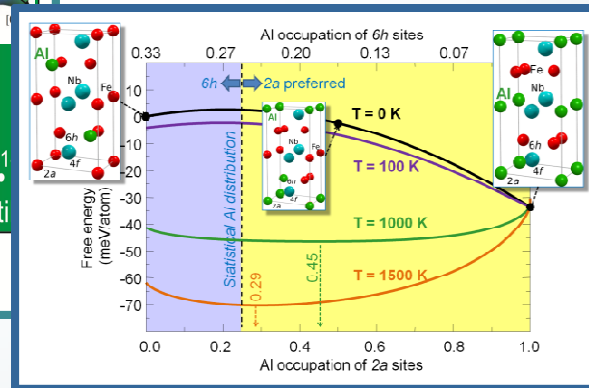 Al occupation of 6h sites
0.33 0.27 0.20 0.13 0.07
6h 2a preferred
T = 0 K
T = 100 K
T = 1000 K
T = 1500 K
Statistical Al distribution
0.29
0.45
Free energy
(meV/atom)
10
0
-10
-20
-30
-40
-50
-60
-70
0.0 0.2 0.4 0.6 0.8 1.0
Al occupation of 2a sites
Al
Nb
Fe
6h
4f
2a
Al
Nb
Fe
4f
2a
Fe
Nb
Al
6h
4f
2a